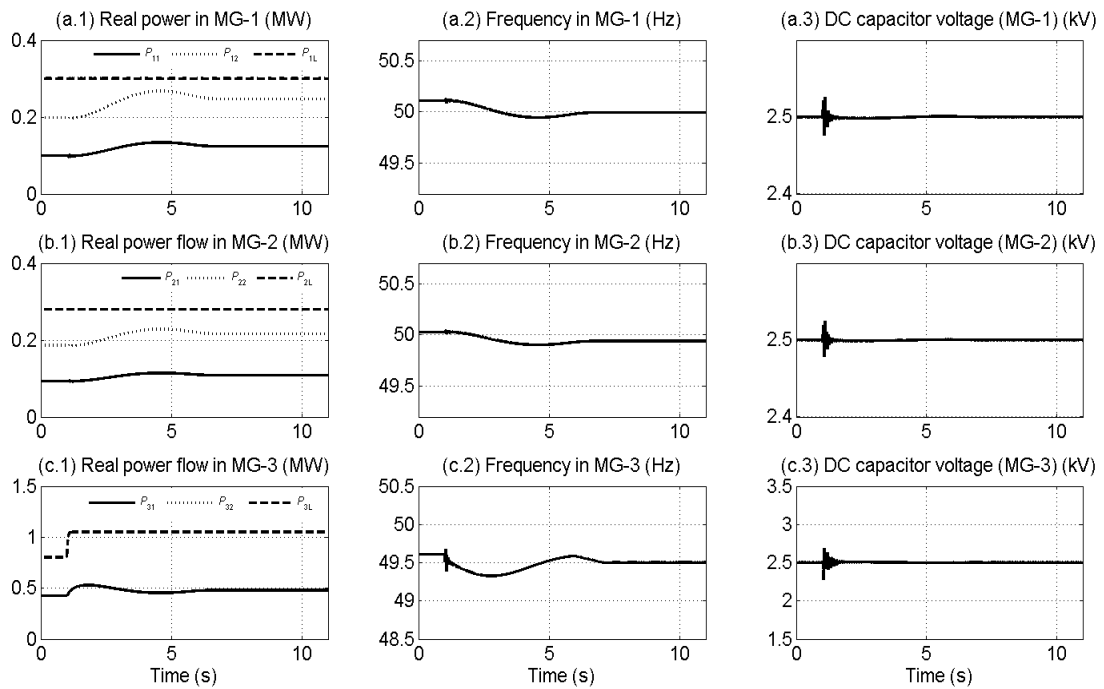 (a.1) Real power in MG-1 (MW)
(a.2) Frequency in MG-1 (Hz)
(a.3) DC capacitor voltage (MG-1) (kV)
0.4
P11 P12 P1L
0.2
0
0 5 10
50.5
50
49.5
0 5 10
2.5
2.4
0 5 10
(b.1) Real power flow in MG-2 (MW)
(b.2) Frequency in MG-2 (Hz)
(b.3) DC capacitor voltage (MG-2) (kV)
0.4
P21 P22 P2L
0.2
0
0 5 10
50.5
50
49.5
0 5 10
2.5
2.4
0 5 10
(c.1) Real power flow in MG-3 (MW)
(c.2) Frequency in MG-3 (Hz)
(c.3) DC capacitor voltage (MG-3) (kV)
1.5
P31 P32 P3L
1
0.5
0
0 5 10
Time (s)
50.5
50
49.5
49
48.5
0 5 10
Time (s)
3.5
3
2.5
2
1.5
0 5 10
Time (s)